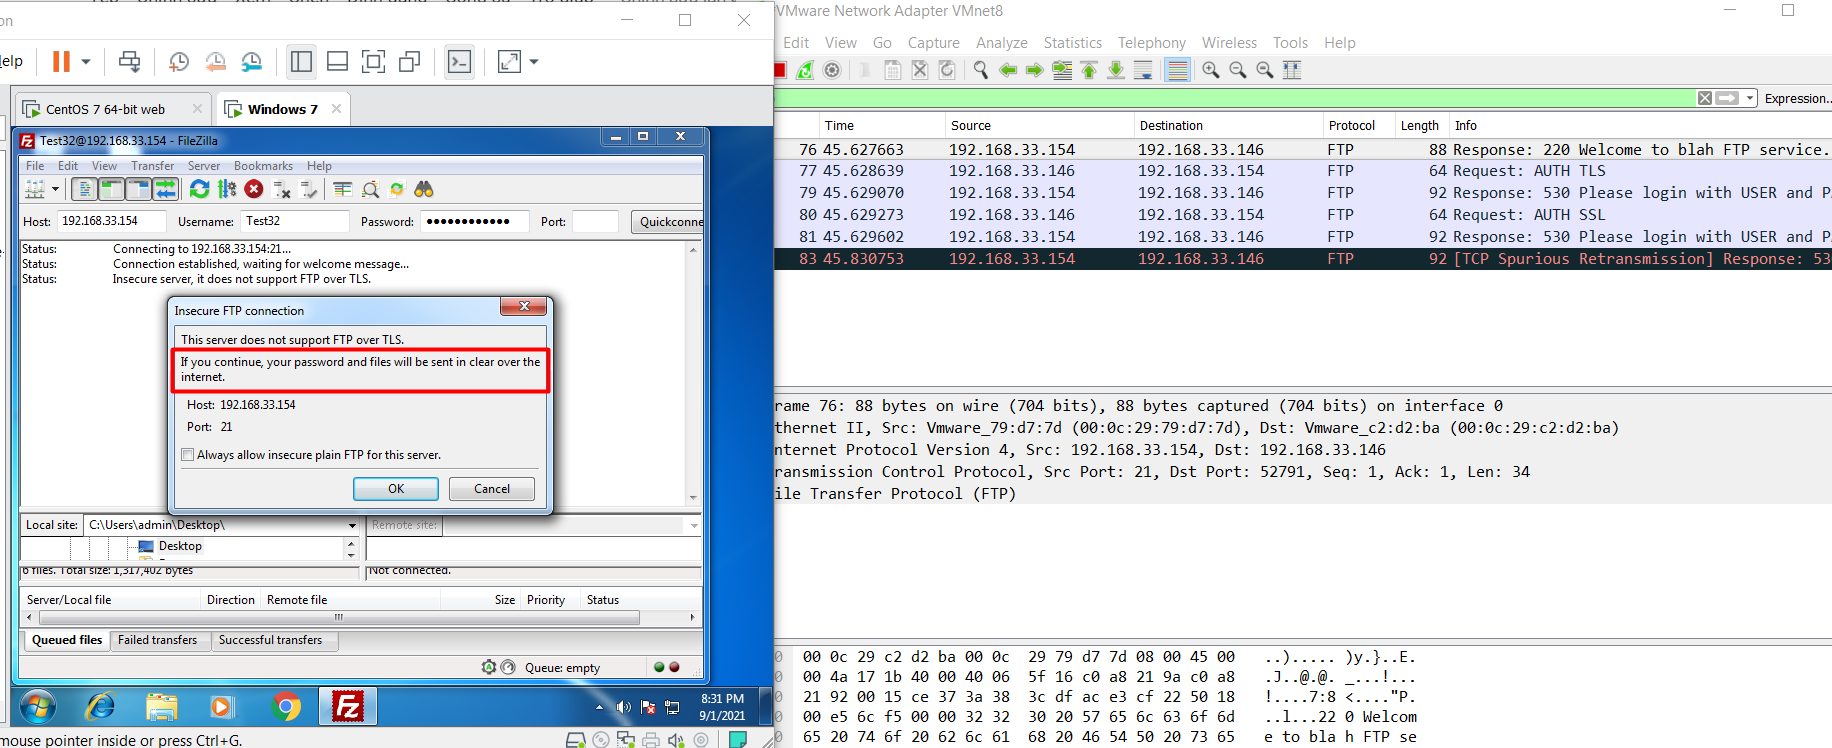 on
elp
CentOS 7 64-bit web
Windows 7
Test32@192.168.33.154 - FileZilla
File Edit View Transfer Server Bookmarks Help
Host: 192.168.33.154 Username: Test32 Password: ●●●●●●●●●●●● Port: Quickconne
Status: Connecting to 192.168.33.154:21...
Status: Connection established, waiting for welcome message...
Status: Insecure server, it does not support FTP over TLS.
Insecure FTP connection
This server does not support FTP over TLS.
If you continue, your password and files will be sent in clear over the
internet.
Host: 192.168.33.154
Port: 21
Always allow insecure plain FTP for this server.
OK Cancel
Local site: C:\Users\admin\Desktop\ Remote site:
Desktop
6 files. Total size: 1,317,402 bytes Not connected.
Server/Local file Direction Remote file Size Priority Status
Queued files Failed transfers Successful transfers
Queue: empty
8:31 PM
9/1/2021
mouse pointer inside or press Ctrl+G.
VMware Network Adapter VMnet8
Edit View Go Capture Analyze Statistics Telephony Wireless Tools Help
Expression...
Time Source Destination Protocol Length Info
76 45.627663 192.168.33.154 192.168.33.146 FTP 88 Response: 220 Welcome to blah FTP service.
77 45.628639 192.168.33.146 192.168.33.154 FTP 64 Request: AUTH TLS
79 45.629070 192.168.33.154 192.168.33.146 FTP 92 Response: 530 Please login with USER and PA
80 45.629273 192.168.33.146 192.168.33.154 FTP 64 Request: AUTH SSL
81 45.629602 192.168.33.154 192.168.33.146 FTP 92 Response: 530 Please login with USER and PA
83 45.830753 192.168.33.154 192.168.33.146 FTP 92 [TCP Spurious Retransmission] Response: 53
rame 76: 88 bytes on wire (704 bits), 88 bytes captured (704 bits) on interface 0
thernet II, Src: Vmware_79:d7:7d (00:0c:29:79:d7:7d), Dst: Vmware_c2:d2:ba (00:0c:29:c2:d2:ba)
nternet Protocol Version 4, Src: 192.168.33.154, Dst: 192.168.33.146
ransmission Control Protocol, Src Port: 21, Dst Port: 52791, Seq: 1, Ack: 1, Len: 34
ile Transfer Protocol (FTP)
0 00 0c 29 c2 d2 ba 00 0c 29 79 d7 7d 08 00 45 00 ..)..... )y.}..E.
0 00 4a 17 1b 40 00 40 06 5f 16 c0 a8 21 9a c0 a8 .J..@.@. _...!...
0 21 92 00 15 ce 37 3a 38 3c df ac e3 cf 22 50 18 !....7:8 <...."P.
0 00 e5 6c f5 00 00 32 32 30 20 57 65 6c 63 6f 6d ..l...22 0 Welcom
0 65 20 74 6f 20 62 6c 61 68 20 46 54 50 20 73 65 e to bla h FTP se